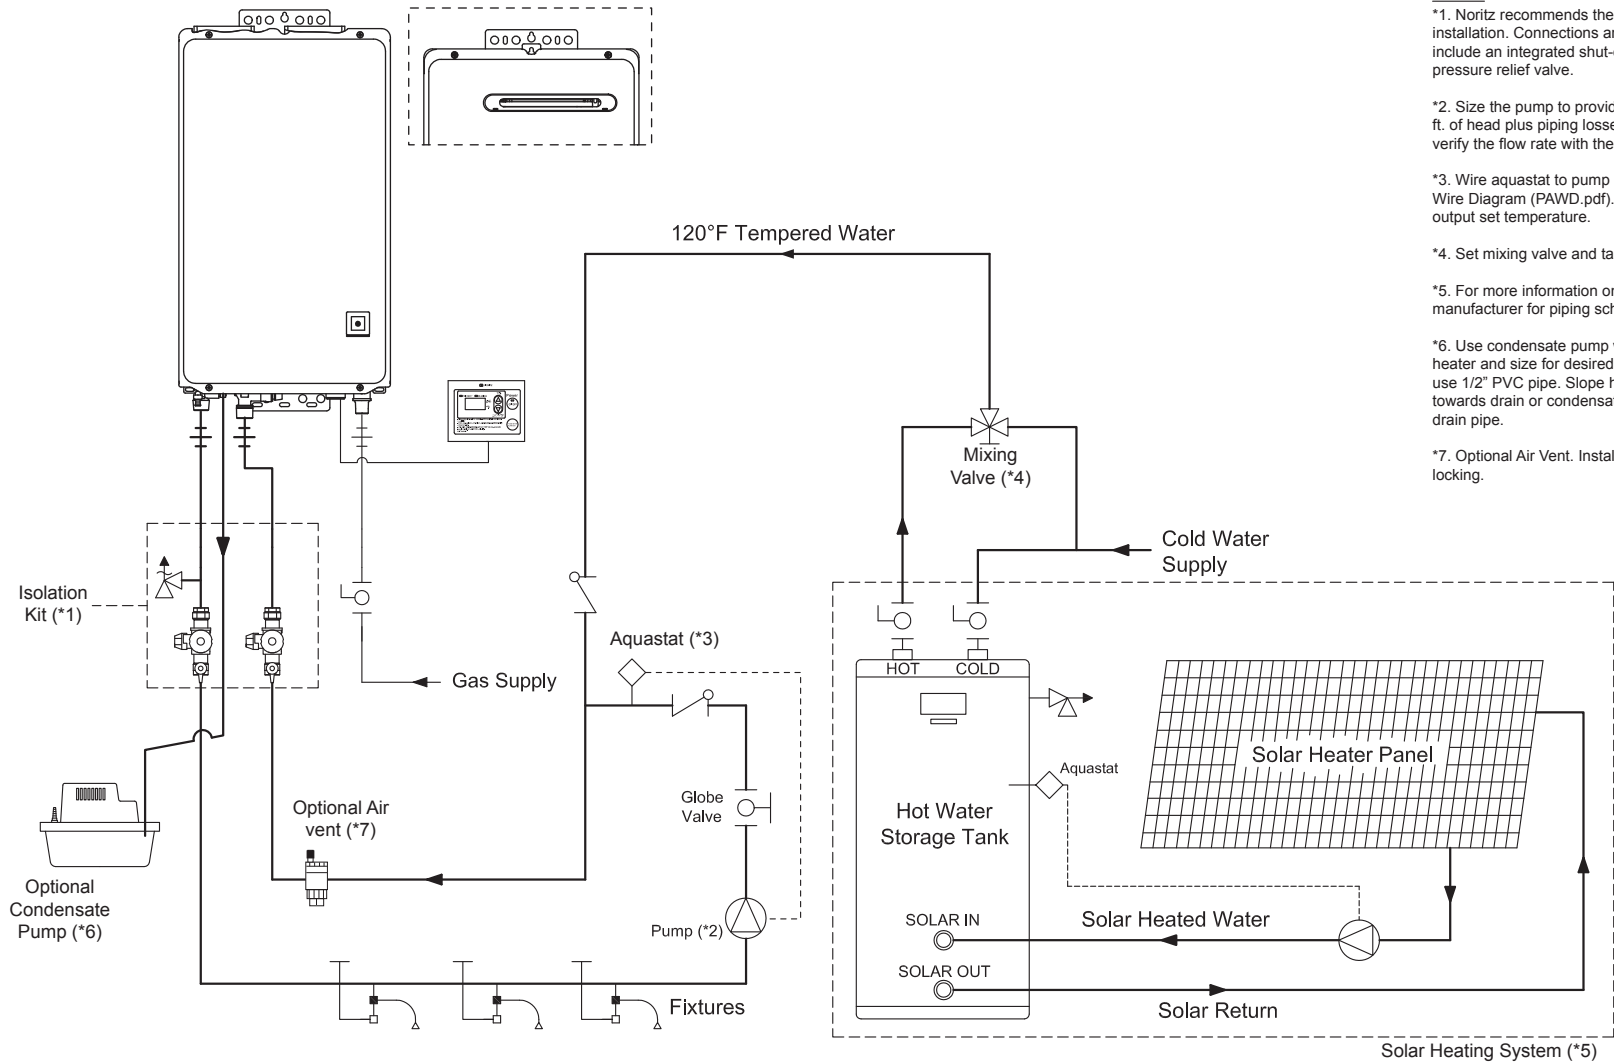 *1. Noritz recommends the
installation. Connections ar
include an integrated shut-
pressure relief valve.
*2. Size the pump to provid
ft. of head plus piping losse
verify the flow rate with the
*3. Wire aquastat to pump
Wire Diagram (PAWD.pdf).
output set temperature.
*4. Set mixing valve and ta
*5. For more information or
manufacturer for piping sch
*6. Use condensate pump
heater and size for desired
use 1/2" PVC pipe. Slope h
towards drain or condensat
drain pipe.
*7. Optional Air Vent. Instal
locking.
120°F Tempered Water
Mixing
Valve (*4)
Cold Water
Supply
Isolation
Kit (*1)
Aquastat (*3)
Gas Supply
HOT
COLD
Solar Heater Panel
Aquastat
Globe
Valve
Hot Water
Storage Tank
Optional Air
vent (*7)
Optional
Condensate
Pump (*6)
Pump (*2)
SOLAR IN
Solar Heated Water
SOLAR OUT
Solar Return
Fixtures
Solar Heating System (*5)